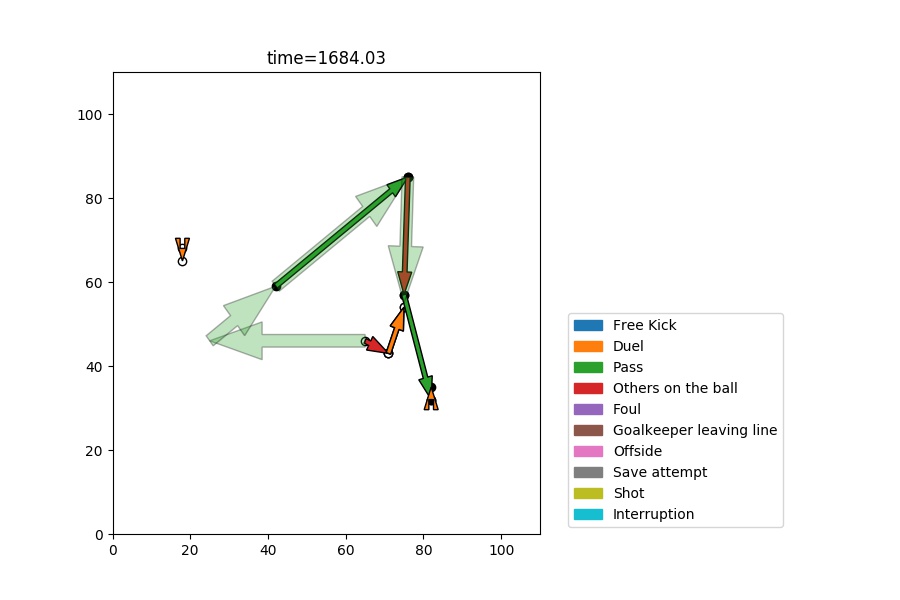 time=1684.03
100
80
60
40
20
0
0 20 40 60 80 100
Free Kick
Duel
Pass
Others on the ball
Foul
Goalkeeper leaving line
Offside
Save attempt
Shot
Interruption